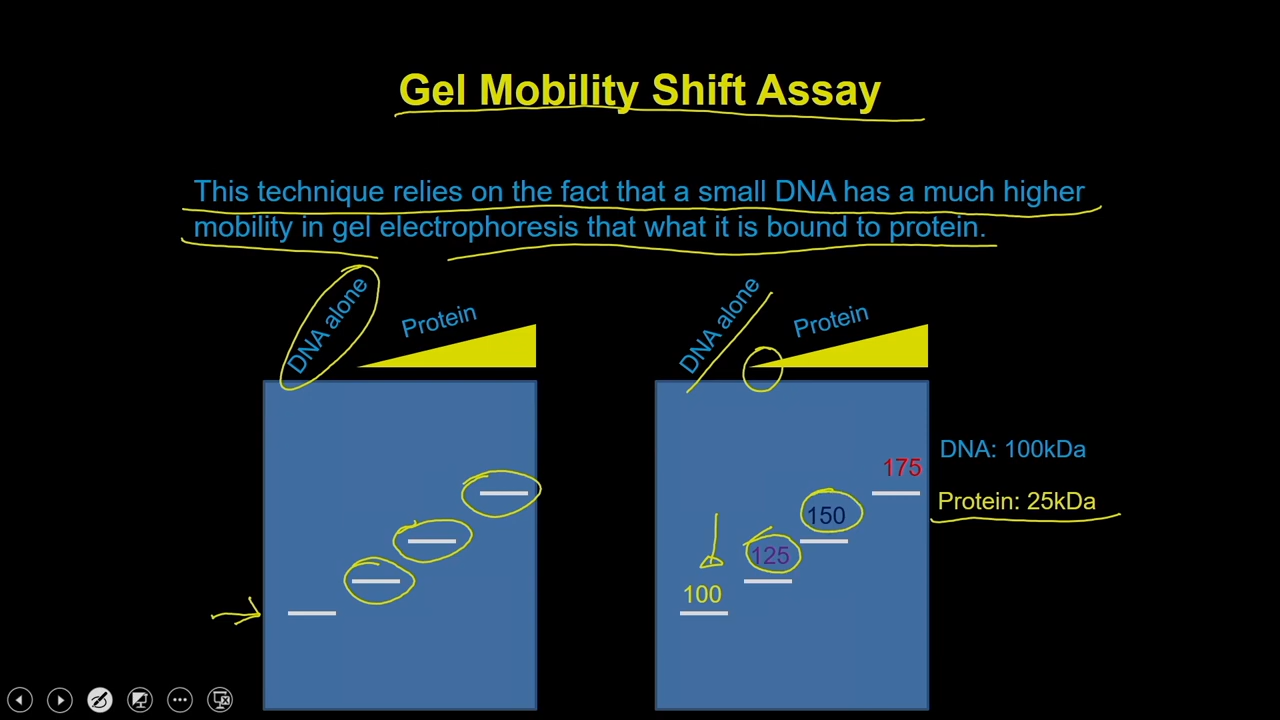 Gel Mobility Shift Assay
This technique relies on the fact that a small DNA has a much higher
mobility in gel electrophoresis that what it is bound to protein.
DNA alone
Protein
DNA alone
Protein
DNA: 100kDa
175
Protein: 25kDa
150
125
100